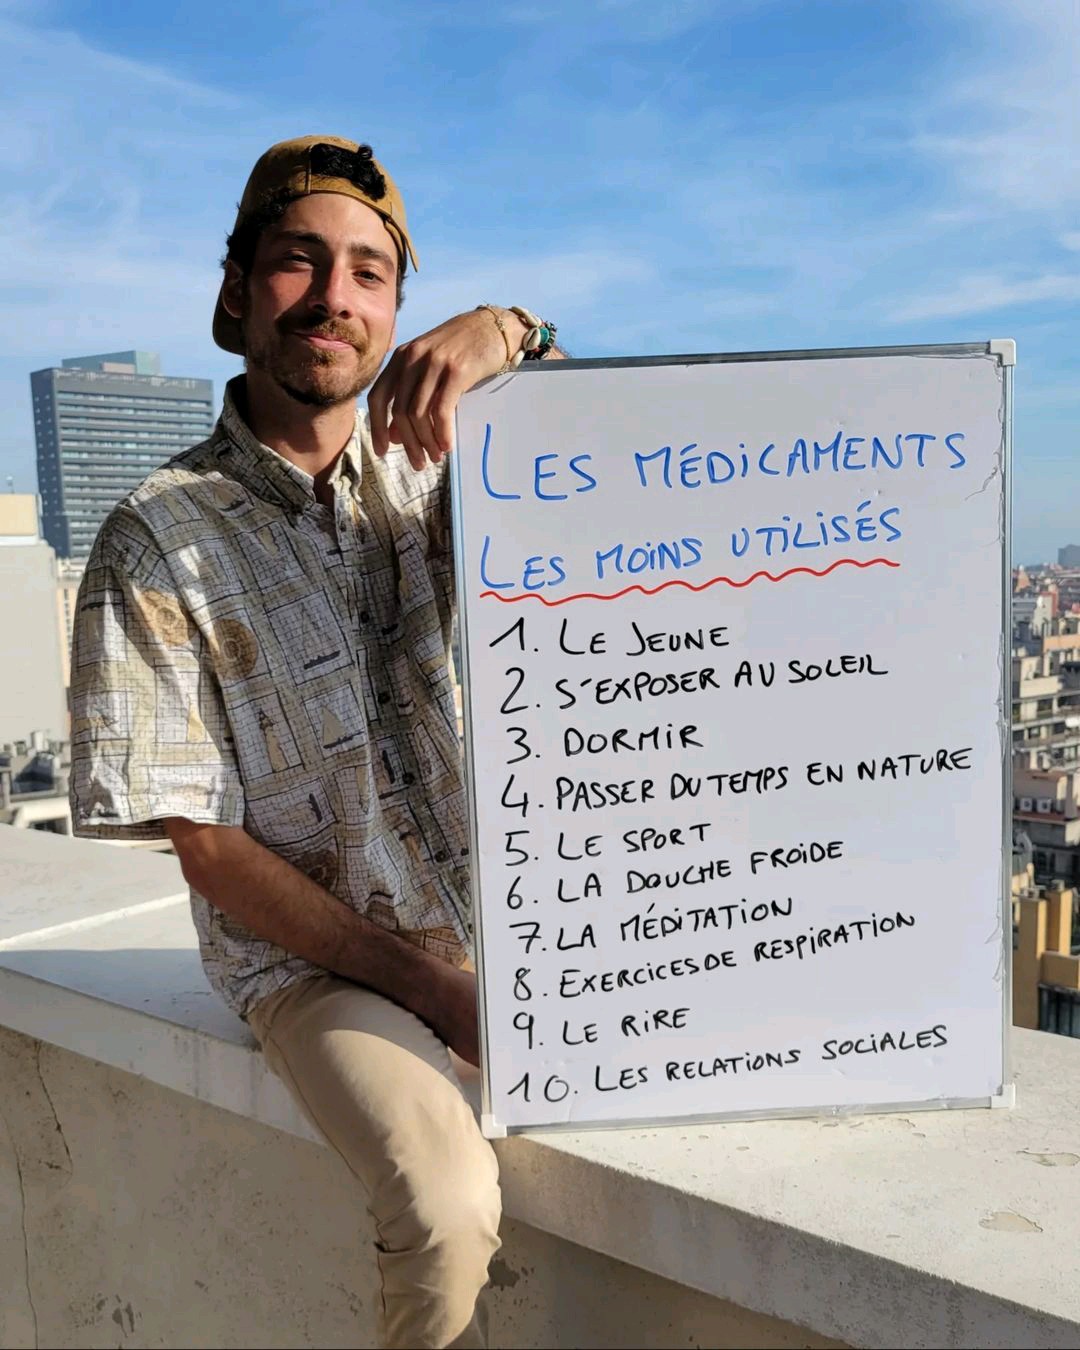 LES MÉDICAMENTS
LES MOINS UTILISÉS
1. LE JEUNE
2. S'EXPOSER AU SOLEIL
3. DORMIR
4. PASSER DU TEMPS EN NATURE
5. LE SPORT
6. LA DOUCHE FROIDE
7. LA MÉDITATION
8. EXERCICES DE RESPIRATION
9. LE RIRE
10. LES RELATIONS SOCIALES